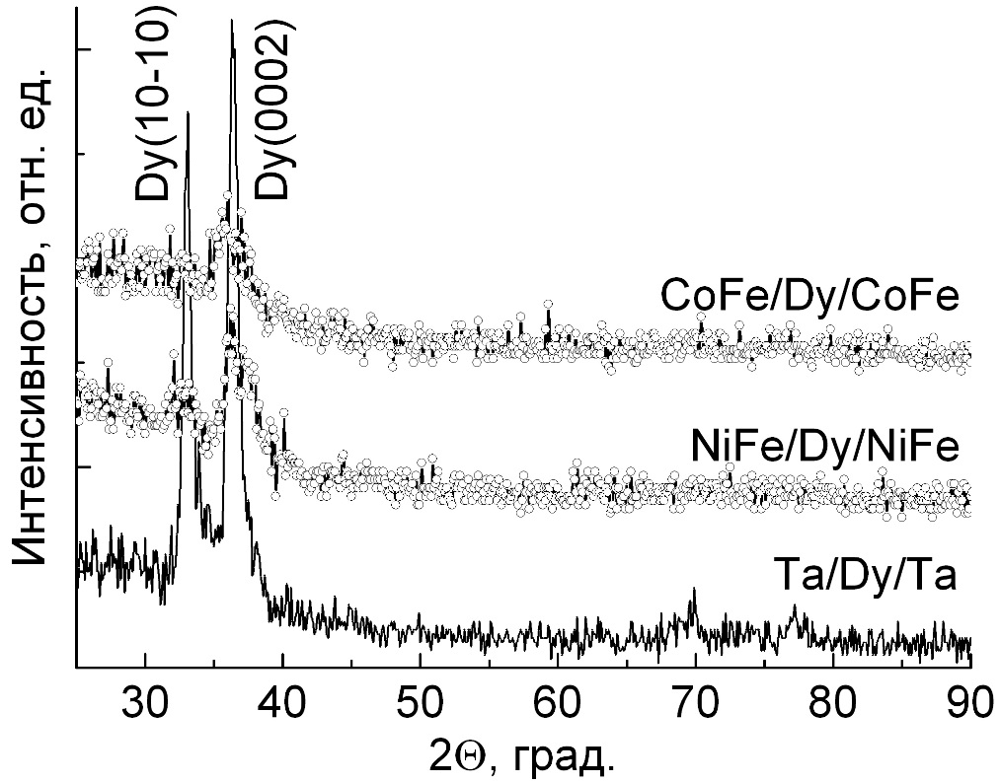 Интенсивность, отн. ед.
Dy(10-10)
Dy(0002)
CoFe/Dy/CoFe
NiFe/Dy/NiFe
Ta/Dy/Ta
30 40 50 60 70 80 90
2Θ, град.